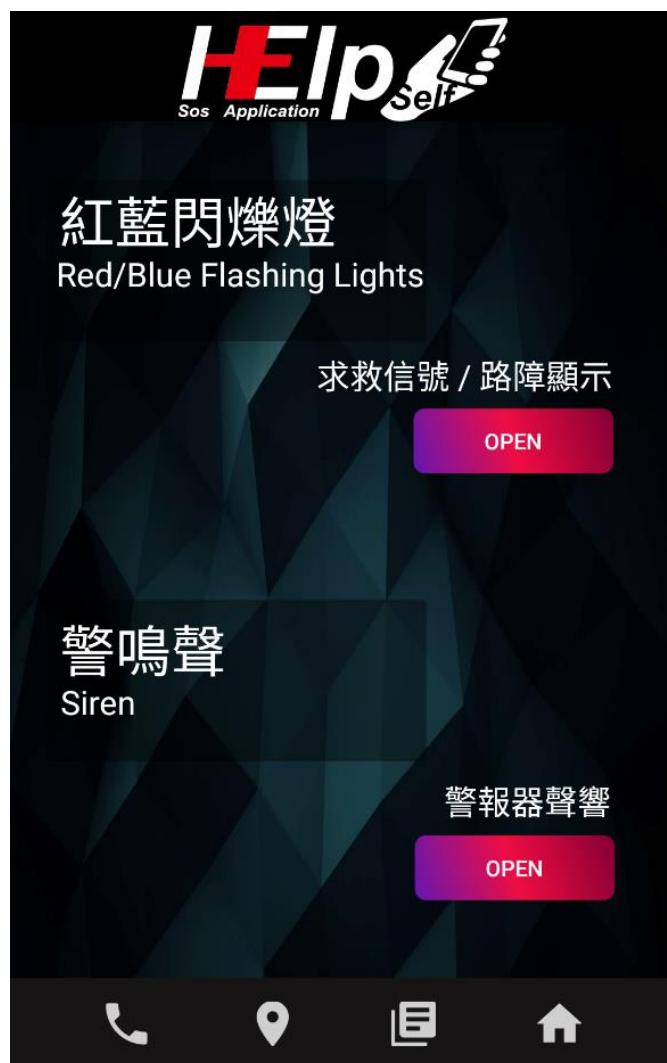 HElp
Self
Sos Application
紅藍閃爍燈
Red/Blue Flashing Lights
求救信號 / 路障顯示
OPEN
警鳴聲
Siren
警報器聲響
OPEN